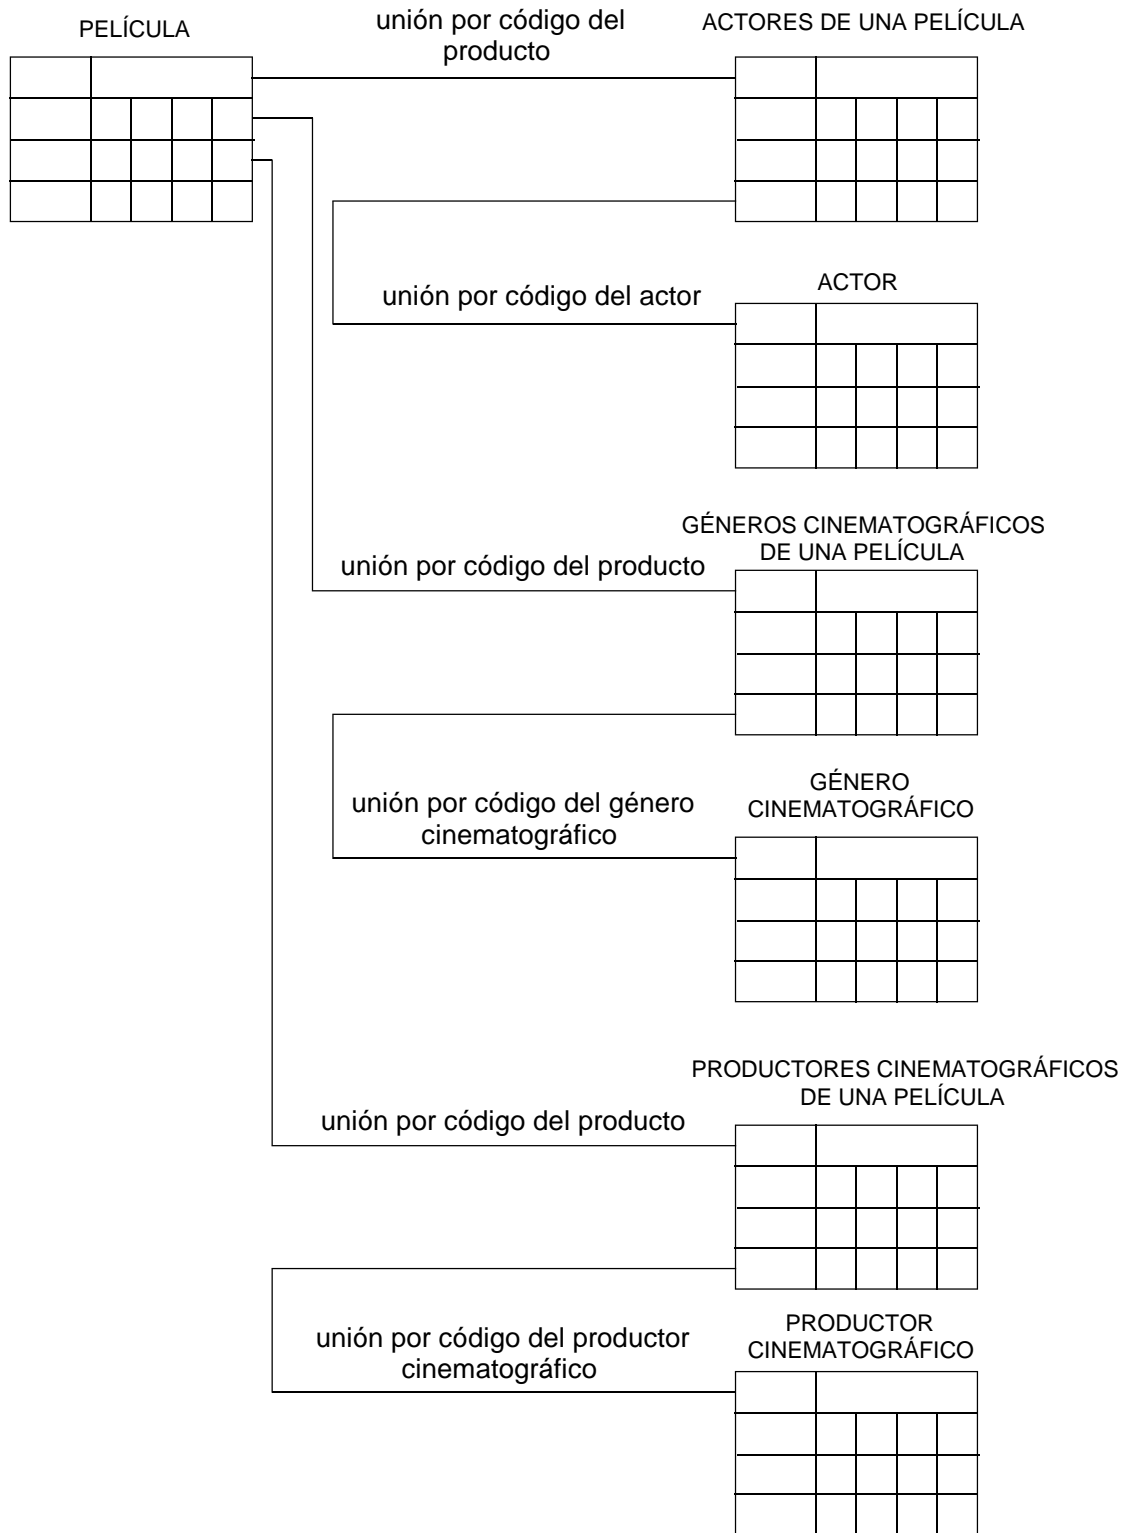 PELÍCULA
unión por código del
producto
ACTORES DE UNA PELÍCULA
unión por código del actor
ACTOR
GÉNEROS CINEMATOGRÁFICOS
DE UNA PELÍCULA
unión por código del producto
GÉNERO
CINEMATOGRÁFICO
unión por código del género
cinematográfico
PRODUCTORES CINEMATOGRÁFICOS
DE UNA PELÍCULA
unión por código del producto
PRODUCTOR
CINEMATOGRÁFICO
unión por código del productor
cinematográfico